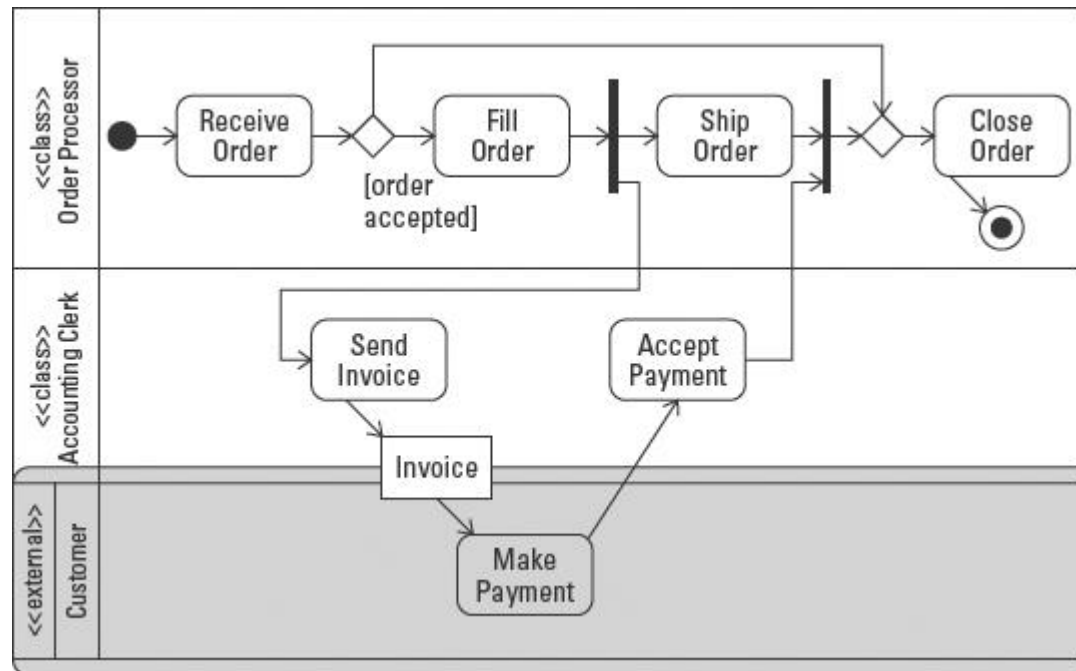 <<class>>
Order Processor
Receive
Order
Fill
Order
Ship
Order
Close
Order
[order
accepted]
<<class>>
Accounting Clerk
Send
Invoice
Accept
Payment
Invoice
<<external>>
Customer
Make
Payment